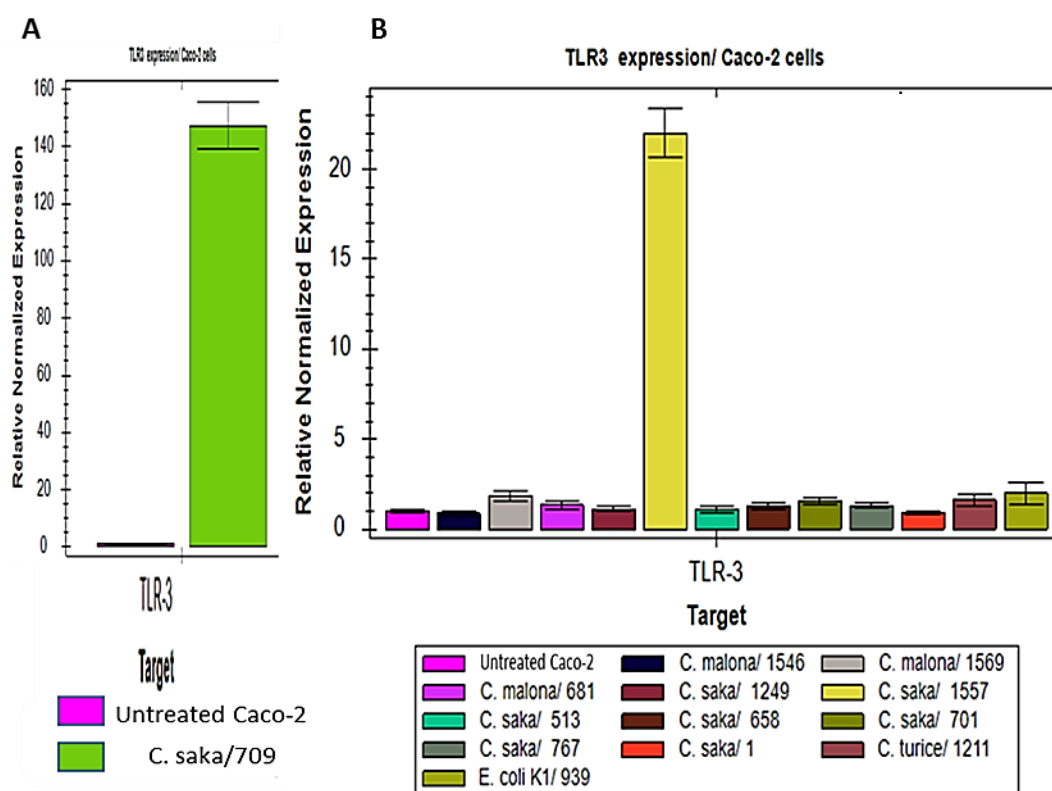 A
TLR3 expression/ Caco-2 cells
Relative Normalized Expression
160
140
120
100
80
60
40
20
0
TLR-3
Target
Untreated Caco-2
C. saka/709
B
TLR3 expression/ Caco-2 cells
Relative Normalized Expression
20
15
10
5
0
TLR-3
Target
Untreated Caco-2 C. malona/ 1546 C. malona/ 1569
C. malona/ 681 C. saka/ 1249 C. saka/ 1557
C. saka/ 513 C. saka/ 658 C. saka/ 701
C. saka/ 767 C. saka/ 1 C. turice/ 1211
E. coli K1/ 939